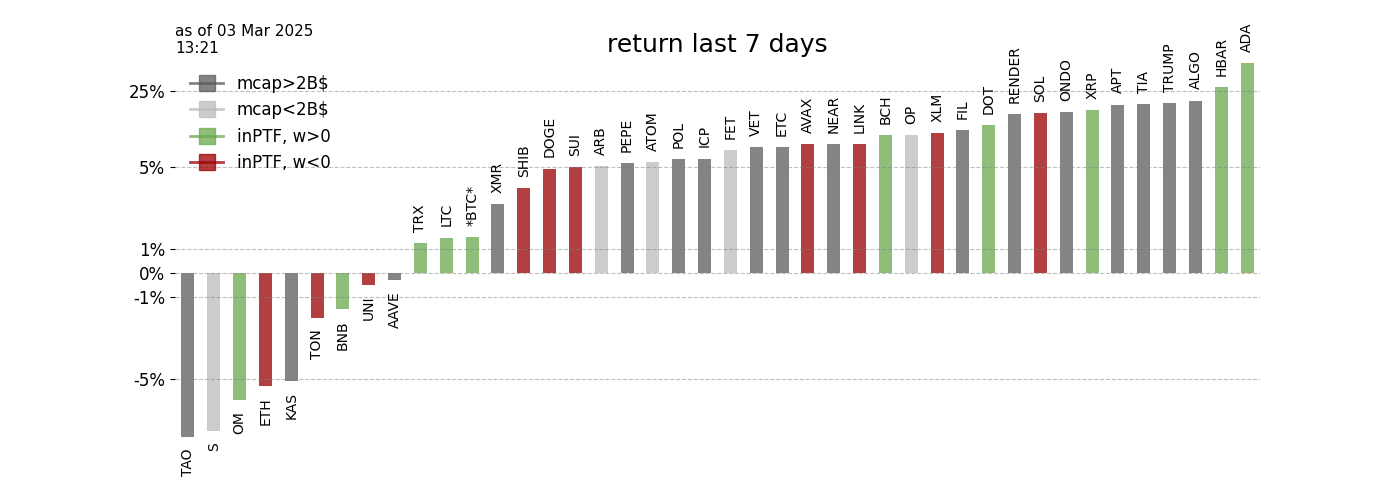 as of 03 Mar 2025
13:21
return last 7 days
mcap>2B$
mcap<2B$
inPTF, w>0
inPTF, w<0
25%
5%
1%
0%
-1%
-5%
TAO
S
OM
ETH
KAS
TON
BNB
UNI
AAVE
TRX
LTC
*BTC*
XMR
SHIB
DOGE
SUI
ARB
PEPE
ATOM
POL
ICP
FET
VET
ETC
AVAX
NEAR
LINK
BCH
OP
XLM
FIL
DOT
RENDER
SOL
ONDO
XRP
APT
TIA
TRUMP
ALGO
HBAR
ADA